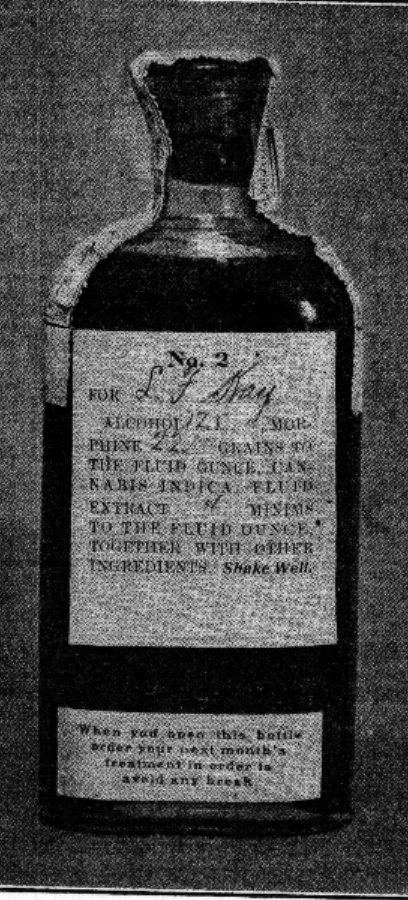 No. 2
FOR L. F. Kay
ALCOHOL 12 %, MOR-
PHINE 22 GRAINS TO
THE FLUID OUNCE, CAN-
NABIS INDICA, FLUID
EXTRACT 4 MINIMS
TO THE FLUID OUNCE,
TOGETHER WITH OTHER
INGREDIENTS. Shake Well.
When you open this bottle
order your next month's
treatment in order to
avoid any break